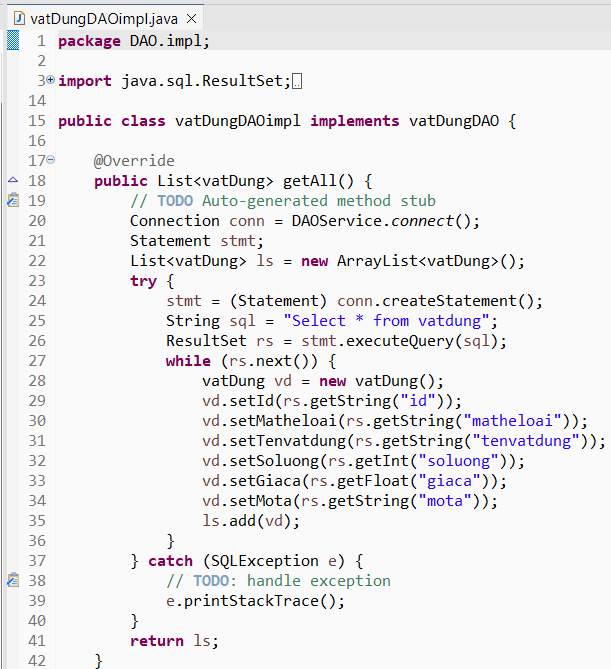 vatDungDAOimpl.java
1 package DAO.impl;
2
3 import java.sql.ResultSet;
14
15 public class vatDungDAOimpl implements vatDungDAO {
16
17     @Override
18     public List<vatDung> getAll() {
19         // TODO Auto-generated method stub
20         Connection conn = DAOService.connect();
21         Statement stmt;
22         List<vatDung> ls = new ArrayList<vatDung>();
23         try {
24             stmt = (Statement) conn.createStatement();
25             String sql = "Select * from vatdung";
26             ResultSet rs = stmt.executeQuery(sql);
27             while (rs.next()) {
28                 vatDung vd = new vatDung();
29                 vd.setId(rs.getString("id"));
30                 vd.setMatheloai(rs.getString("matheloai"));
31                 vd.setTenvatdung(rs.getString("tenvatdung"));
32                 vd.setSoluong(rs.getInt("soluong"));
33                 vd.setGiaca(rs.getFloat("giaca"));
34                 vd.setMota(rs.getString("mota"));
35                 ls.add(vd);
36             }
37         } catch (SQLException e) {
38             // TODO: handle exception
39             e.printStackTrace();
40         }
41         return ls;
42     }